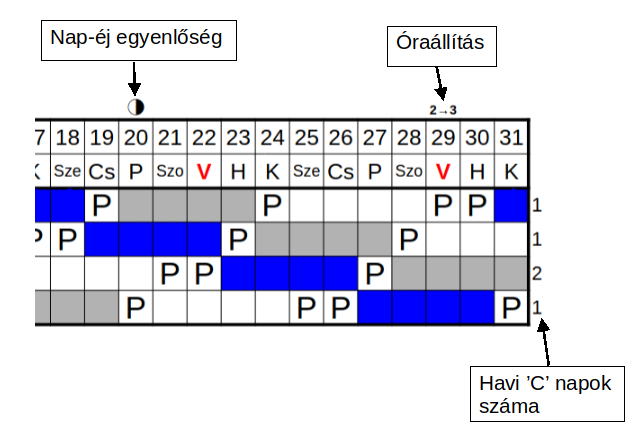 Nap-éj egyenlőség
Óraállítás
2→3
7 18 19 20 21 22 23 24 25 26 27 28 29 30 31
K Sze Cs P Szo V H K Sze Cs P Szo V H K
P P P P 1
P P P P 1
P P P 2
P P P P 1
Havi ’C’ napok
száma